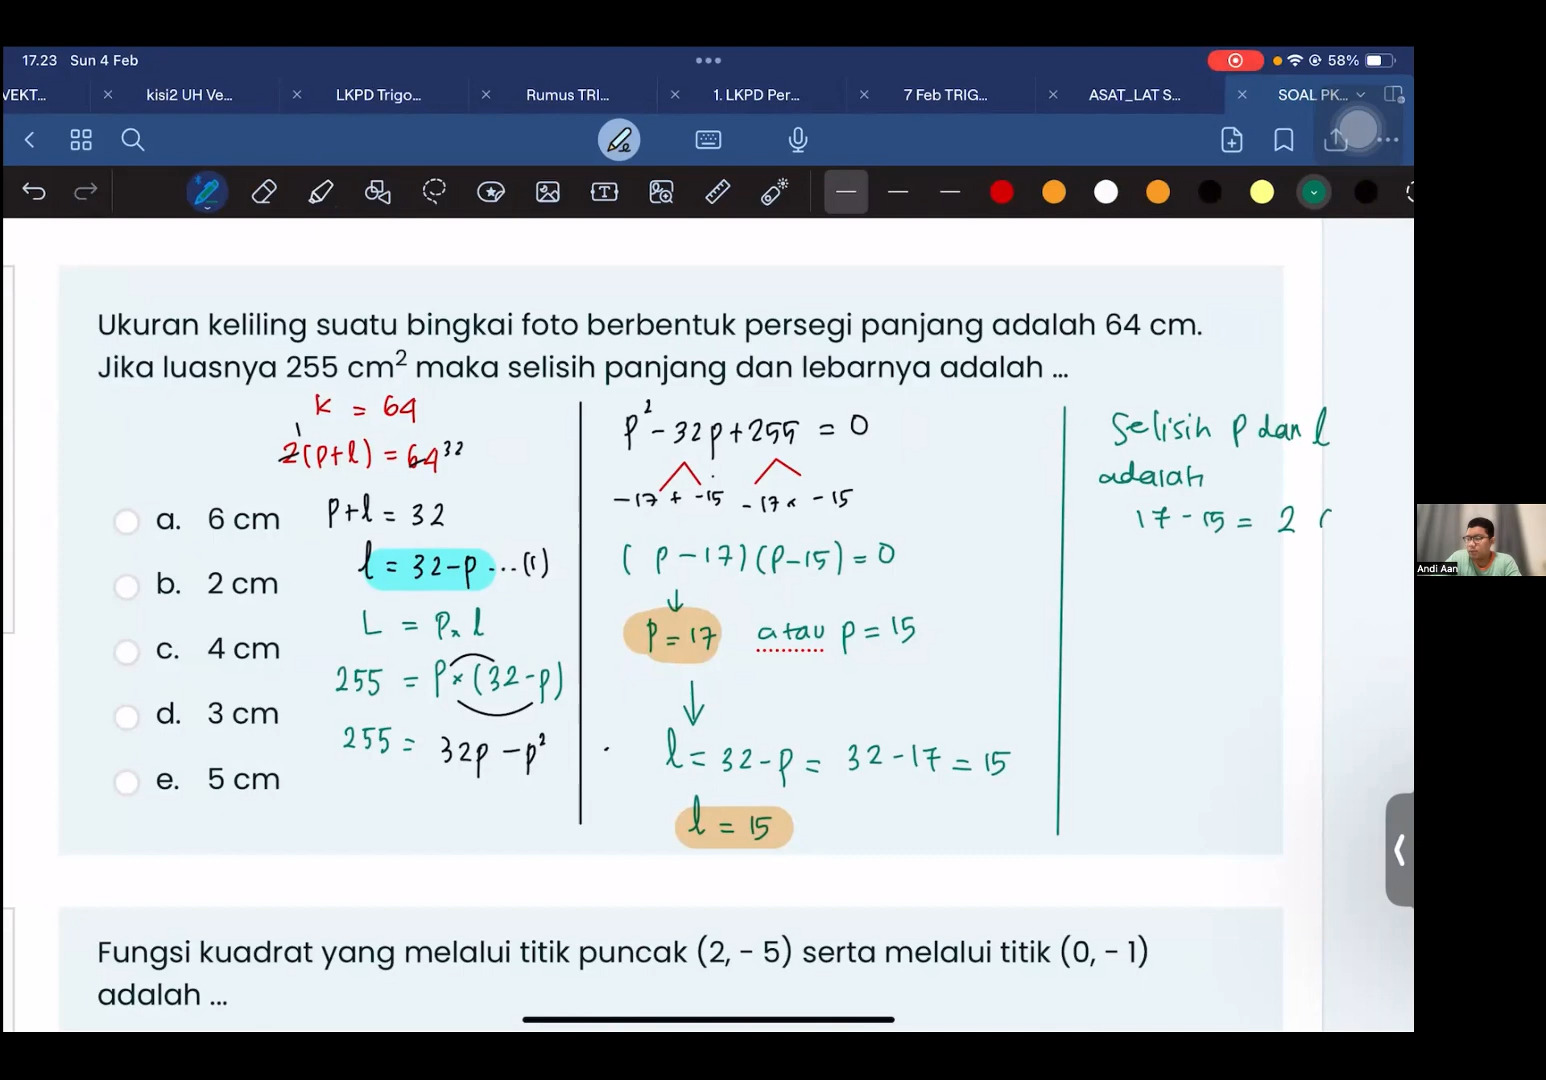 17.23 Sun 4 Feb
58%
VEKT...
kisi2 UH Ve...
LKPD Trigo...
Rumus TRI...
1. LKPD Per...
7 Feb TRIG...
ASAT_LAT S...
SOAL PK...
Ukuran keliling suatu bingkai foto berbentuk persegi panjang adalah 64 cm.
Jika luasnya 255 cm² maka selisih panjang dan lebarnya adalah ...
a. 6 cm
b. 2 cm
c. 4 cm
d. 3 cm
e. 5 cm
K = 64
1
2(p+l) = 64 32
p+l = 32
l = 32-p ... (1)
L = p x l
255 = p x (32-p)
255 = 32p - p²
p² - 32p + 255 = 0
-17 + -15 -17 x -15
(p-17)(p-15) = 0
p = 17 atau p = 15
l = 32-p = 32-17 = 15
l = 15
Selisih p dan l
adalah
17-15 = 2
Andi Aan
Fungsi kuadrat yang melalui titik puncak (2, - 5) serta melalui titik (0, - 1)
adalah ...